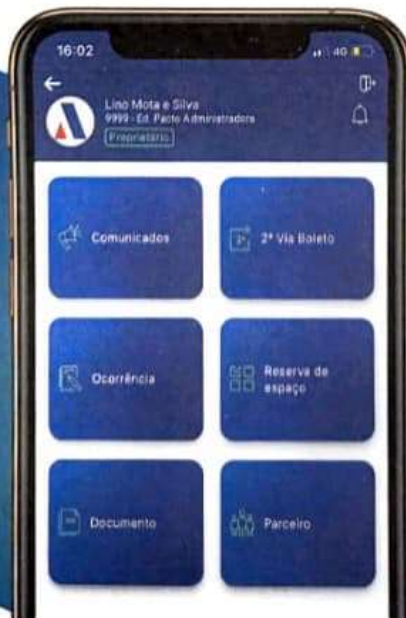 16:02
4G
Lino Mota e Silva
9999 - Ed. Pacto Administradora
Proprietário
Comunicados
2ª Via Boleto
Ocorrência
Reserva de
espaço
Documento
Parceiro